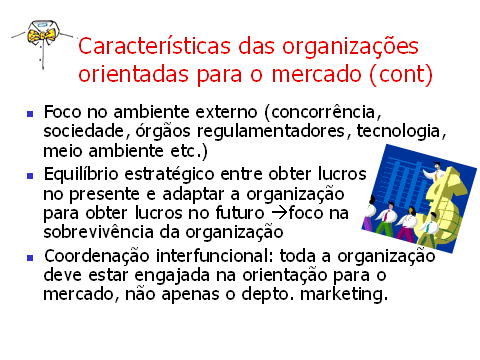 Características das organizações
orientadas para o mercado (cont)
Foco no ambiente externo (concorrência,
sociedade, órgãos regulamentadores, tecnologia,
meio ambiente etc.)
Equilíbrio estratégico entre obter lucros
no presente e adaptar a organização
para obter lucros no futuro →foco na
sobrevivência da organização
Coordenação interfuncional: toda a organização
deve estar engajada na orientação para o
mercado, não apenas o depto. marketing.